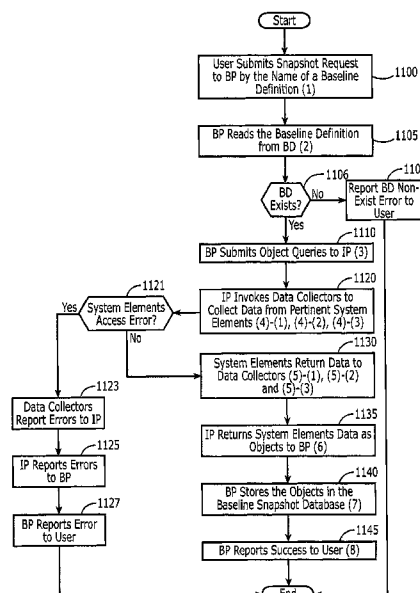 Start
User Submits Snapshot Request
to BP by the Name of a Baseline
Definition (1)
1100
BP Reads the Baseline Definition
from BD (2)
1105
1106
BD
Exists?
No
Yes
110
Report BD Non-
Exist Error to
User
1110
BP Submits Object Queries to IP (3)
1120
IP Invokes Data Collectors to
Collect Data from Pertinent System
Elements (4)-(1), (4)-(2), (4)-(3)
1121
System Elements
Access Error?
Yes
No
1130
System Elements Return Data to
Data Collectors (5)-(1), (5)-(2)
and (5)-(3)
1123
Data Collectors
Report Errors to IP
1135
IP Returns System Elements Data as
Objects to BP (6)
1125
IP Reports Errors
to BP
1140
BP Stores the Objects in the
Baseline Snapshot Database (7)
1127
BP Reports Error
to User
1145
BP Reports Success to User (8)
End